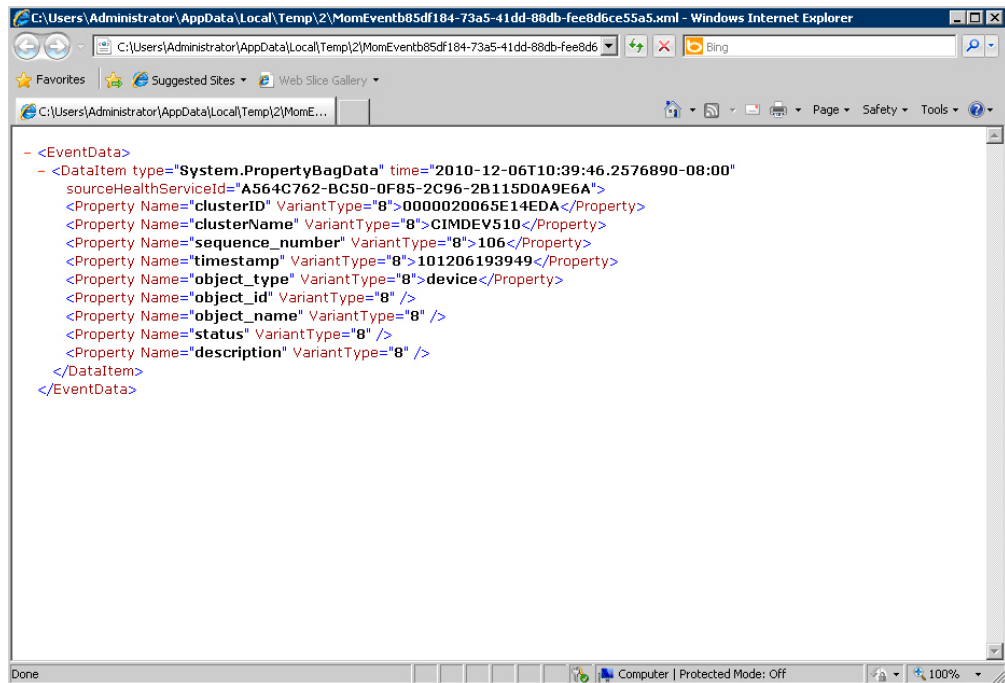 C:\Users\Administrator\AppData\Local\Temp\2\MomEventb85df184-73a5-41dd-88db-fee8d6ce55a5.xml - Windows Internet Explorer
C:\Users\Administrator\AppData\Local\Temp\2\MomEventb85df184-73a5-41dd-88db-fee8d6 Bing
Favorites Suggested Sites Web Slice Gallery
C:\Users\Administrator\AppData\Local\Temp\2\MomE... Page Safety Tools
- <EventData>
- <DataItem type="System.PropertyBagData" time="2010-12-06T10:39:46.2576890-08:00"
sourceHealthServiceId="A564C762-BC50-0F85-2C96-2B115D0A9E6A">
<Property Name="clusterID" VariantType="8">0000020065E14EDA</Property>
<Property Name="clusterName" VariantType="8">CIMDEV510</Property>
<Property Name="sequence_number" VariantType="8">106</Property>
<Property Name="timestamp" VariantType="8">101206193949</Property>
<Property Name="object_type" VariantType="8">device</Property>
<Property Name="object_id" VariantType="8" />
<Property Name="object_name" VariantType="8" />
<Property Name="status" VariantType="8" />
<Property Name="description" VariantType="8" />
</DataItem>
</EventData>
Done Computer | Protected Mode: Off 100%